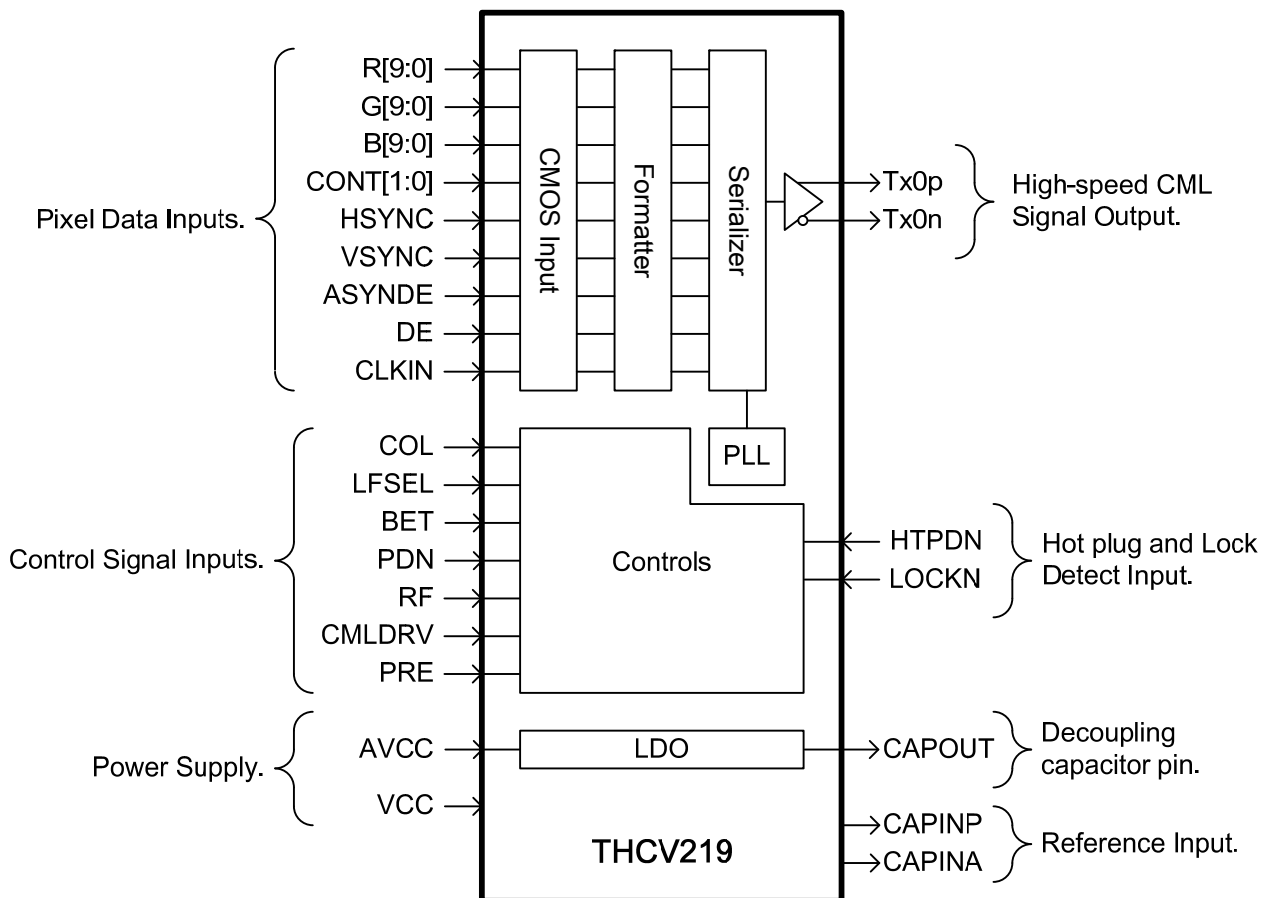 Pixel Data Inputs.
R[9:0]
G[9:0]
B[9:0]
CONT[1:0]
HSYNC
VSYNC
ASYNDE
DE
CLKIN
CMOS Input
Formatter
Serializer
PLL
Tx0p
Tx0n
High-speed CML
Signal Output.
Control Signal Inputs.
COL
LFSEL
BET
PDN
RF
CMLDRV
PRE
Controls
HTPDN
LOCKN
Hot plug and Lock
Detect Input.
Power Supply.
AVCC
VCC
LDO
CAPOUT
Decoupling
capacitor pin.
CAPINP
CAPINA
Reference Input.
THCV219